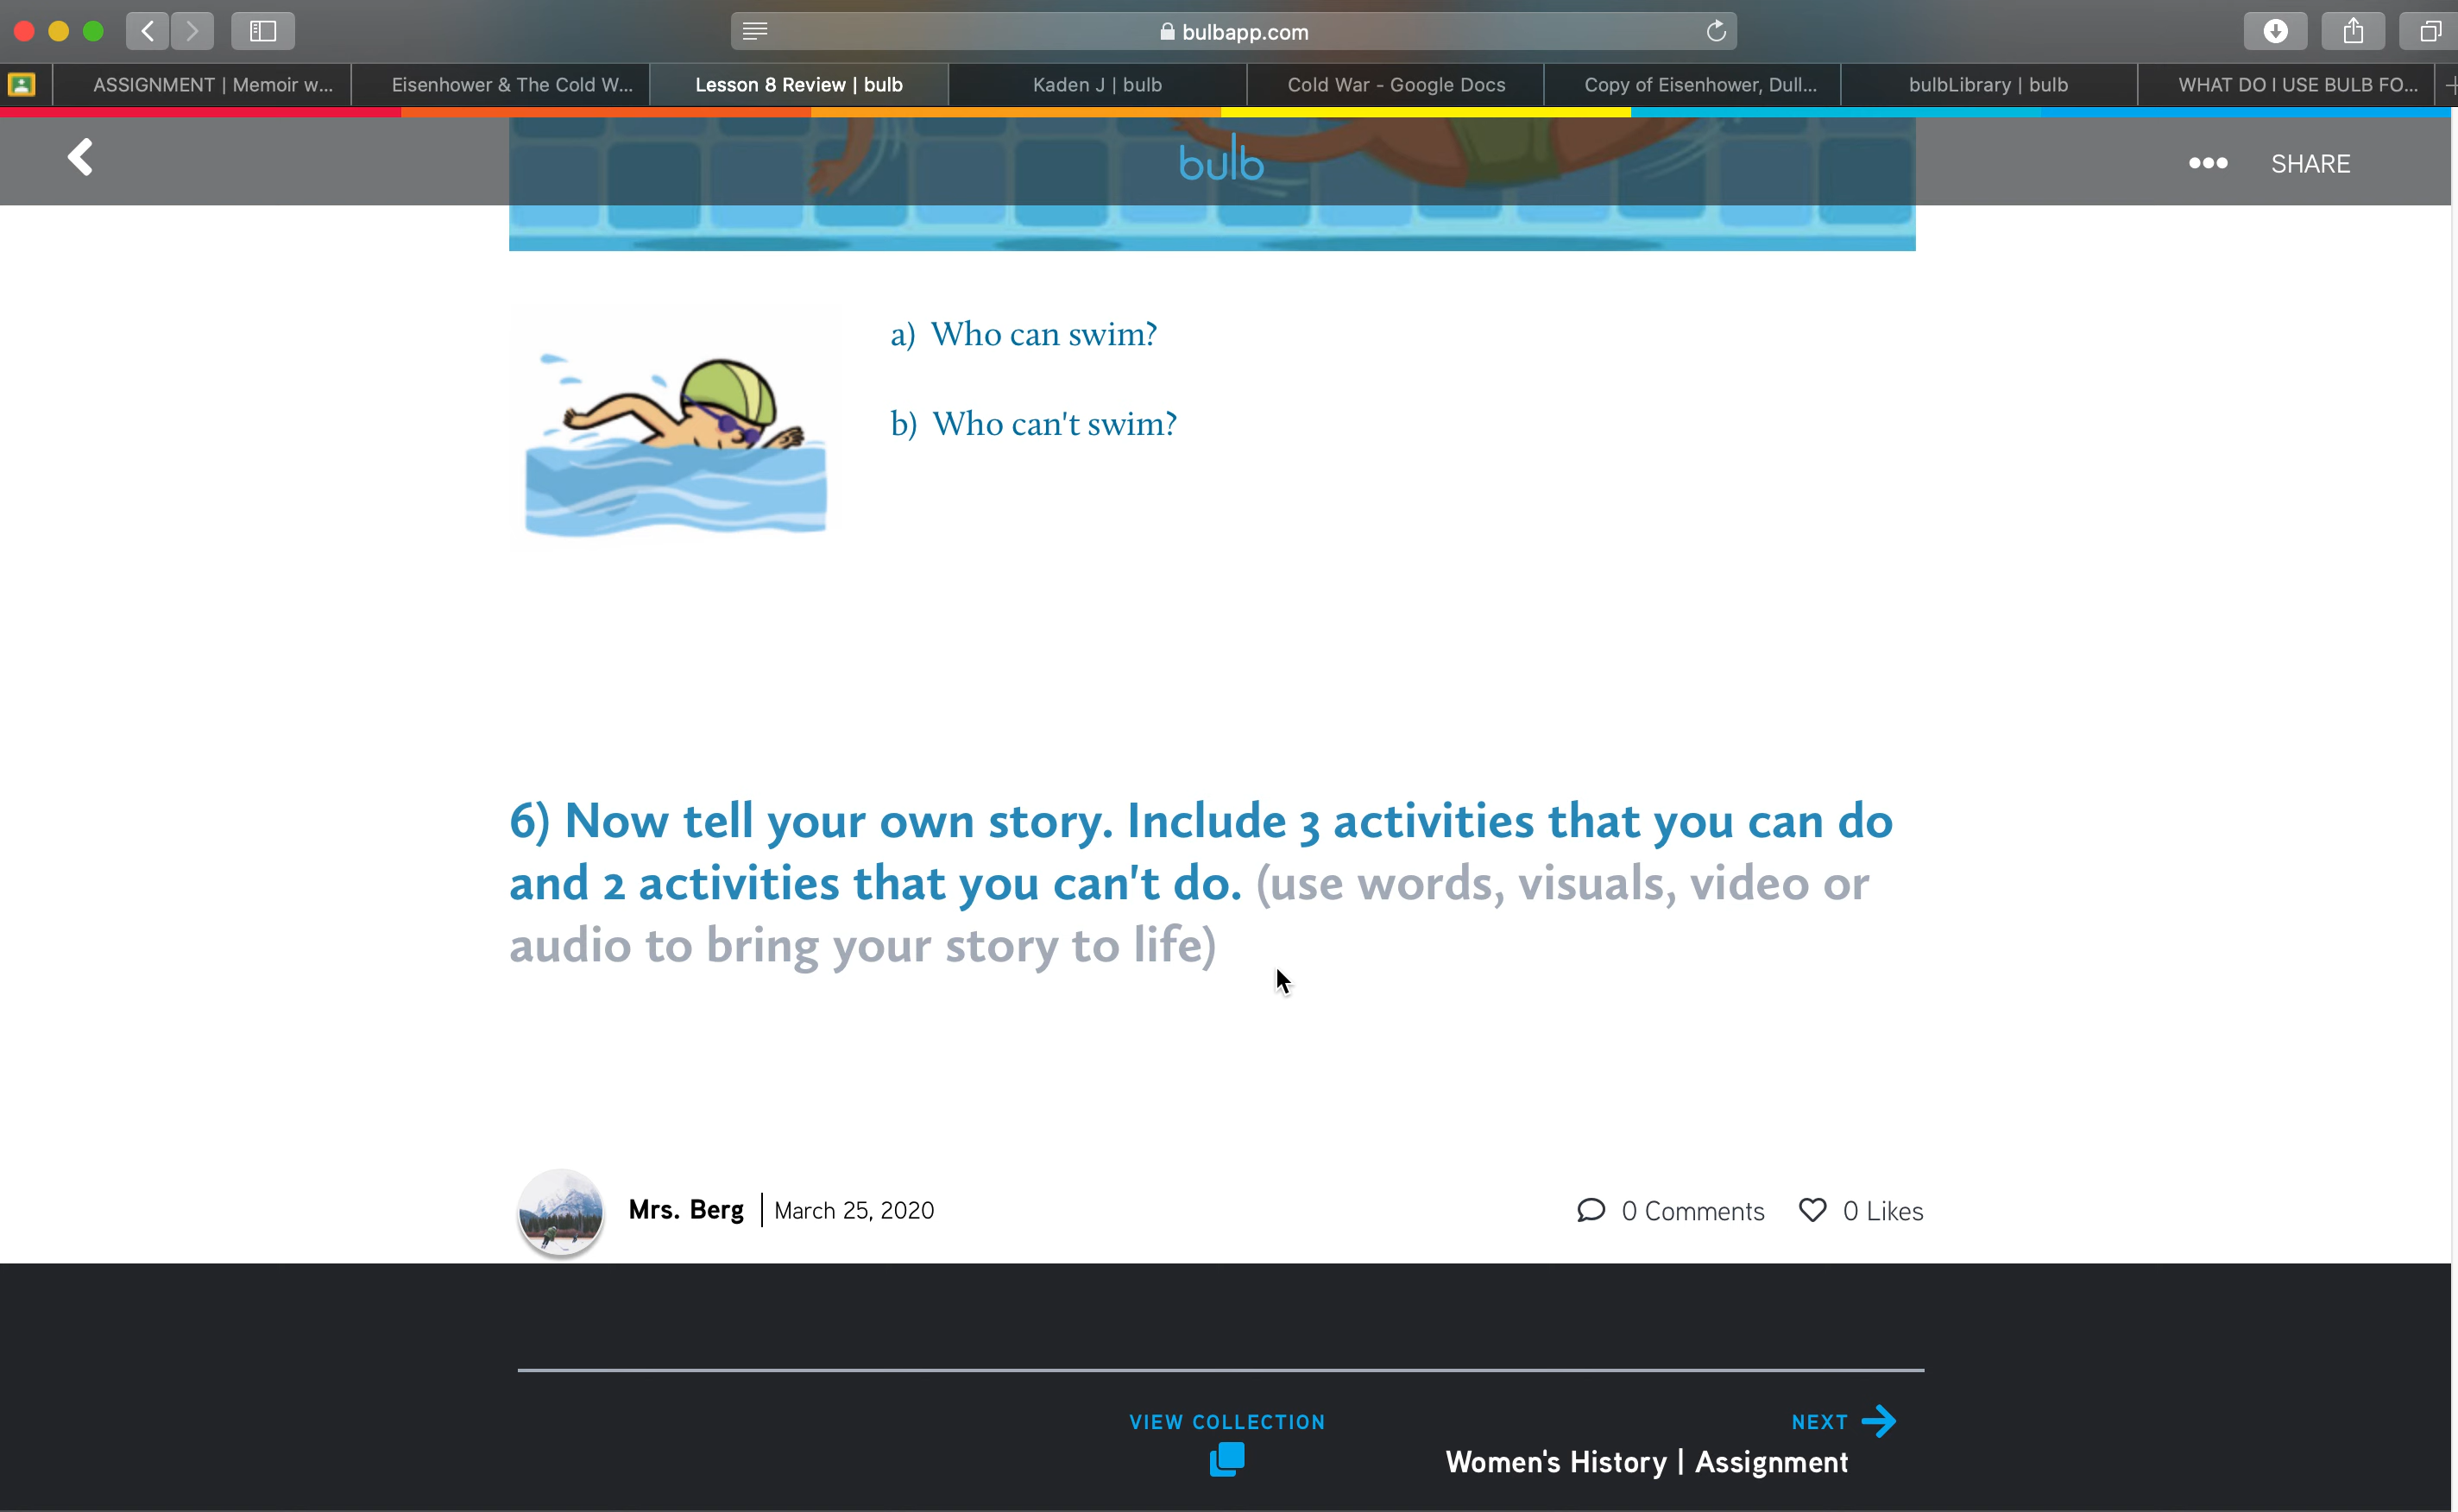 bulbapp.com
ASSIGNMENT | Memoir w...
Eisenhower & The Cold W...
Lesson 8 Review | bulb
Kaden J | bulb
Cold War - Google Docs
Copy of Eisenhower, Dull...
bulbLibrary | bulb
WHAT DO I USE BULB FO...
bulb
SHARE
a) Who can swim?
b) Who can't swim?
6) Now tell your own story. Include 3 activities that you can do
and 2 activities that you can't do. (use words, visuals, video or
audio to bring your story to life)
Mrs. Berg | March 25, 2020
0 Comments
0 Likes
VIEW COLLECTION
NEXT
Women's History | Assignment